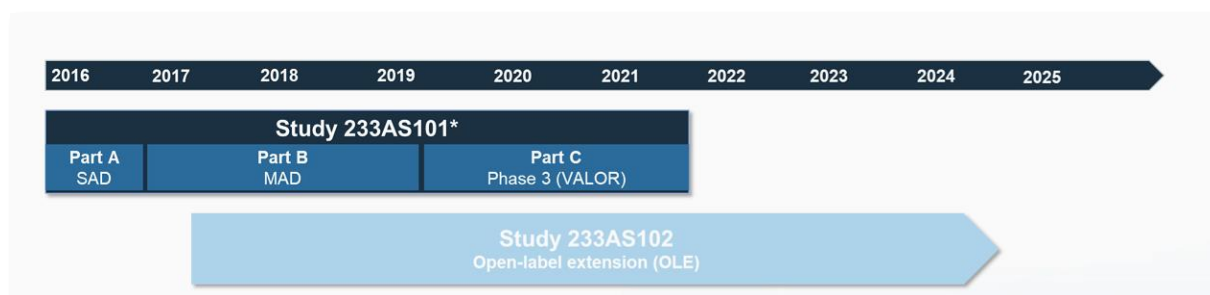 2016 2017 2018 2019 2020 2021 2022 2023 2024 2025
Study 233AS101*
Part A Part B Part C
SAD MAD Phase 3 (VALOR)
Study 233AS102
Open-label extension (OLE)